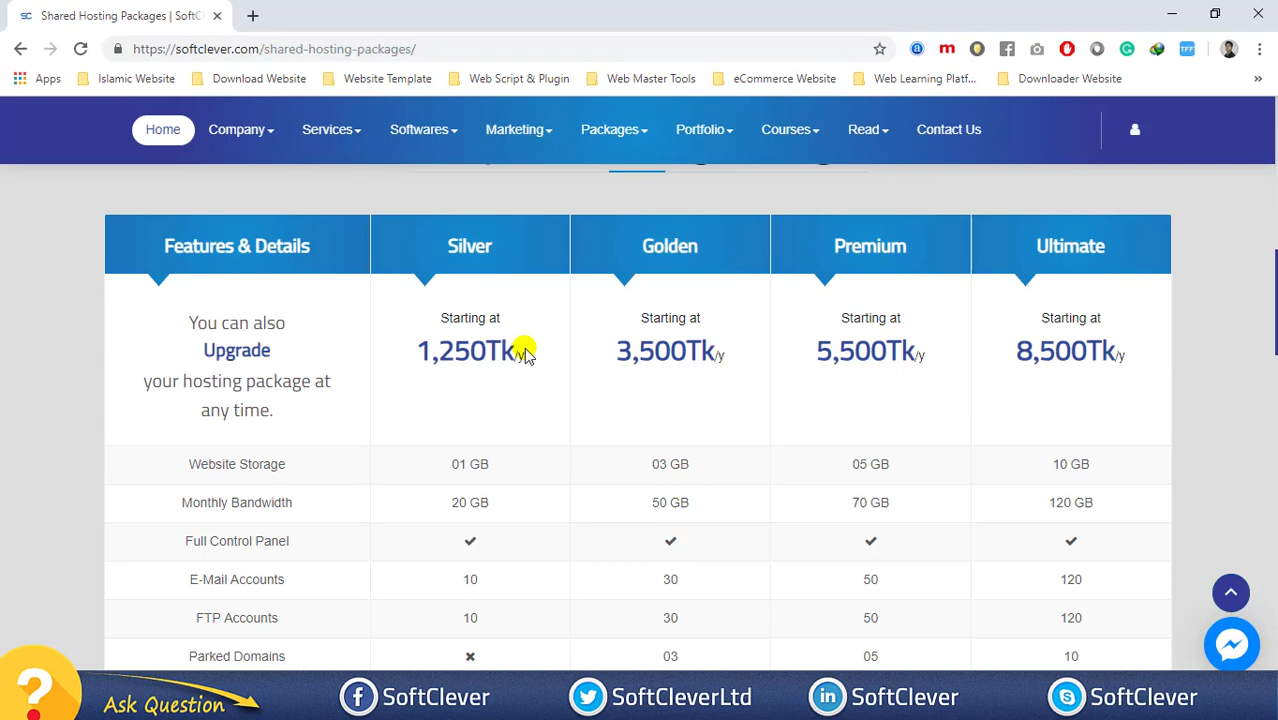 Shared Hosting Packages | SoftC
https://softclever.com/shared-hosting-packages/
Apps Islamic Website Download Website Website Template Web Script & Plugin Web Master Tools eCommerce Website Web Learning Platf... Downloader Website »
Home Company Services Softwares Marketing Packages Portfolio Courses Read Contact Us
Features & Details Silver Golden Premium Ultimate
You can also
Upgrade
your hosting package at
any time.
Starting at Starting at Starting at Starting at
1,250Tk/y 3,500Tk/y 5,500Tk/y 8,500Tk/y
Website Storage 01 GB 03 GB 05 GB 10 GB
Monthly Bandwidth 20 GB 50 GB 70 GB 120 GB
Full Control Panel ✔ ✔ ✔ ✔
E-Mail Accounts 10 30 50 120
FTP Accounts 10 30 50 120
Parked Domains ✖ 03 05 10
? Ask Question SoftClever SoftCleverLtd SoftClever SoftClever